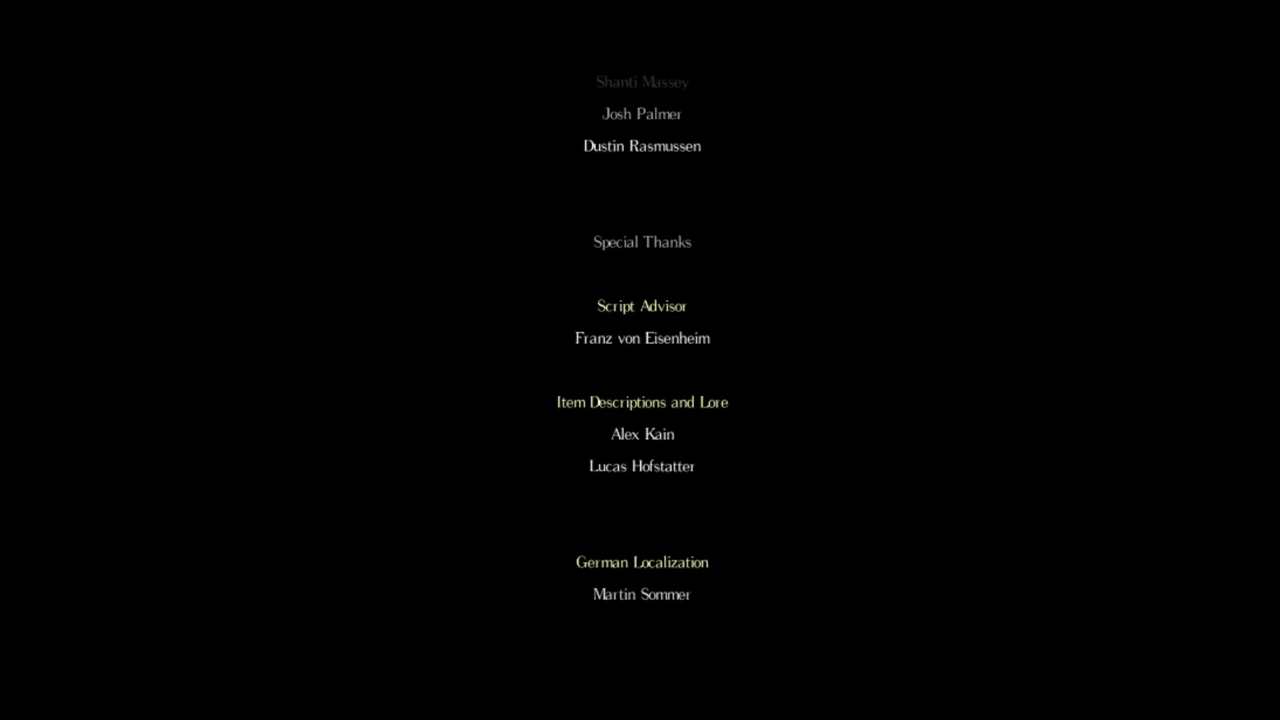 Shanti Massey
Josh Palmer
Dustin Rasmussen
Special Thanks
Script Advisor
Franz von Eisenheim
Item Descriptions and Lore
Alex Kain
Lucas Hofstatter
German Localization
Martin Sommer